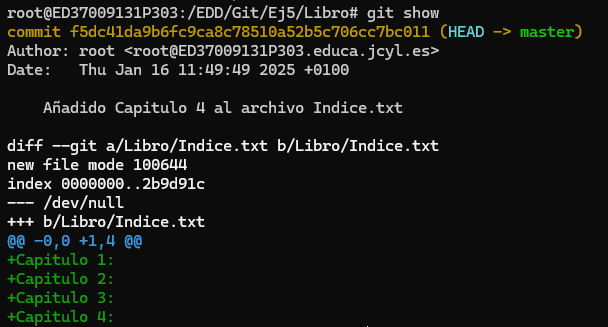 root@ED37009131P303:/EDD/Git/Ej5/Libro# git show
commit f5dc41da9b6fc9ca8c78510a52b5c706cc7bc011 (HEAD -> master)
Author: root <root@ED37009131P303.educa.jcyl.es>
Date:   Thu Jan 16 11:49:49 2025 +0100

    Añadido Capitulo 4 al archivo Indice.txt

diff --git a/Libro/Indice.txt b/Libro/Indice.txt
new file mode 100644
index 0000000..2b9d91c
--- /dev/null
+++ b/Libro/Indice.txt
@@ -0,0 +1,4 @@
+Capitulo 1:
+Capitulo 2:
+Capitulo 3:
+Capitulo 4: